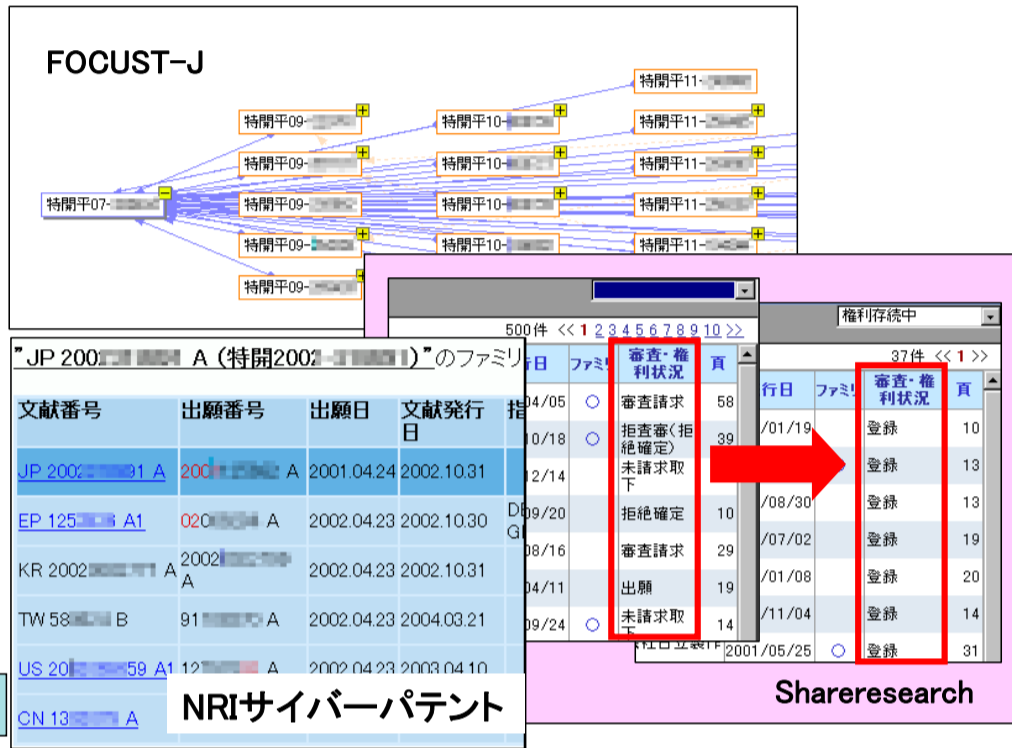 FOCUST-J
特開平11-
特開平09-
特開平10-
特開平11-
特開平09-
特開平10-
特開平11-
特開平07-
特開平09-
特開平10-
特開平11-
特開平09-
特開平10-
特開平11-
特開平09-
"JP 200 A (特開2002- )"のファミリ
文献番号 出願番号 出願日 文献発行日 指
JP 2002 91 A 200 A 2001.04.24 2002.10.31
EP 125 A1 020 A 2002.04.23 2002.10.30
KR 2002 A 2002 A 2002.04.23 2002.10.31
TW 58 B 91 A 2002.04.23 2004.03.21
US 20 59 A1 12 A 2002.04.23 2003.04.10
CN 13 A
NRIサイバーパテント
500件 << 1 2 3 4 5 6 7 8 9 10 >>
行日 ファミリ 審査・権利状況 頁
04/05 ○ 審査請求 58
10/18 ○ 拒査審(拒絶確定) 39
12/14 未請求取下
09/20 拒絶確定 10
08/16 審査請求 29
04/11 出願 19
09/24 ○ 未請求取下 14
権利存続中
37件 << 1 >>
行日 ファミリ 審査・権利状況 頁
/01/19 登録 10
登録 13
/08/30 登録 13
/07/02 登録 19
/01/08 登録 20
/11/04 登録 14
2001/05/25 ○ 登録 31
Shareresearch